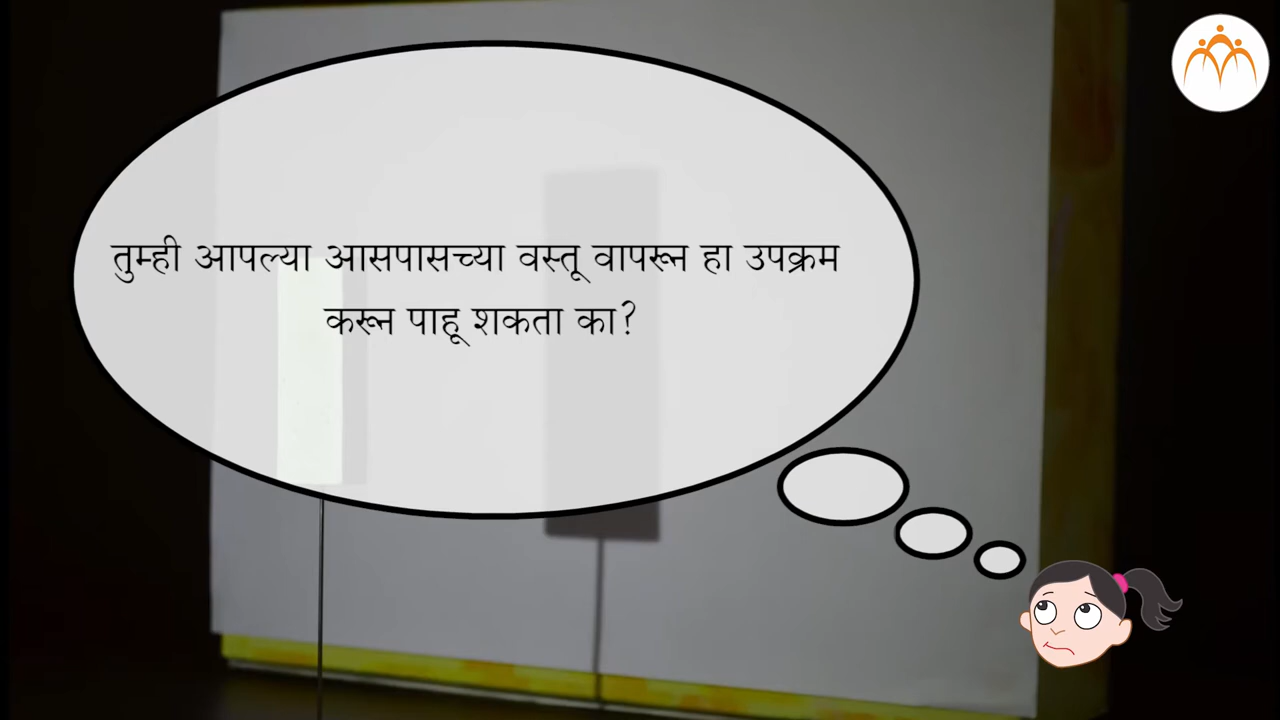 तुम्ही आपल्या आसपासच्या वस्तू वापरून हा उपक्रम
करून पाहू शकता का?